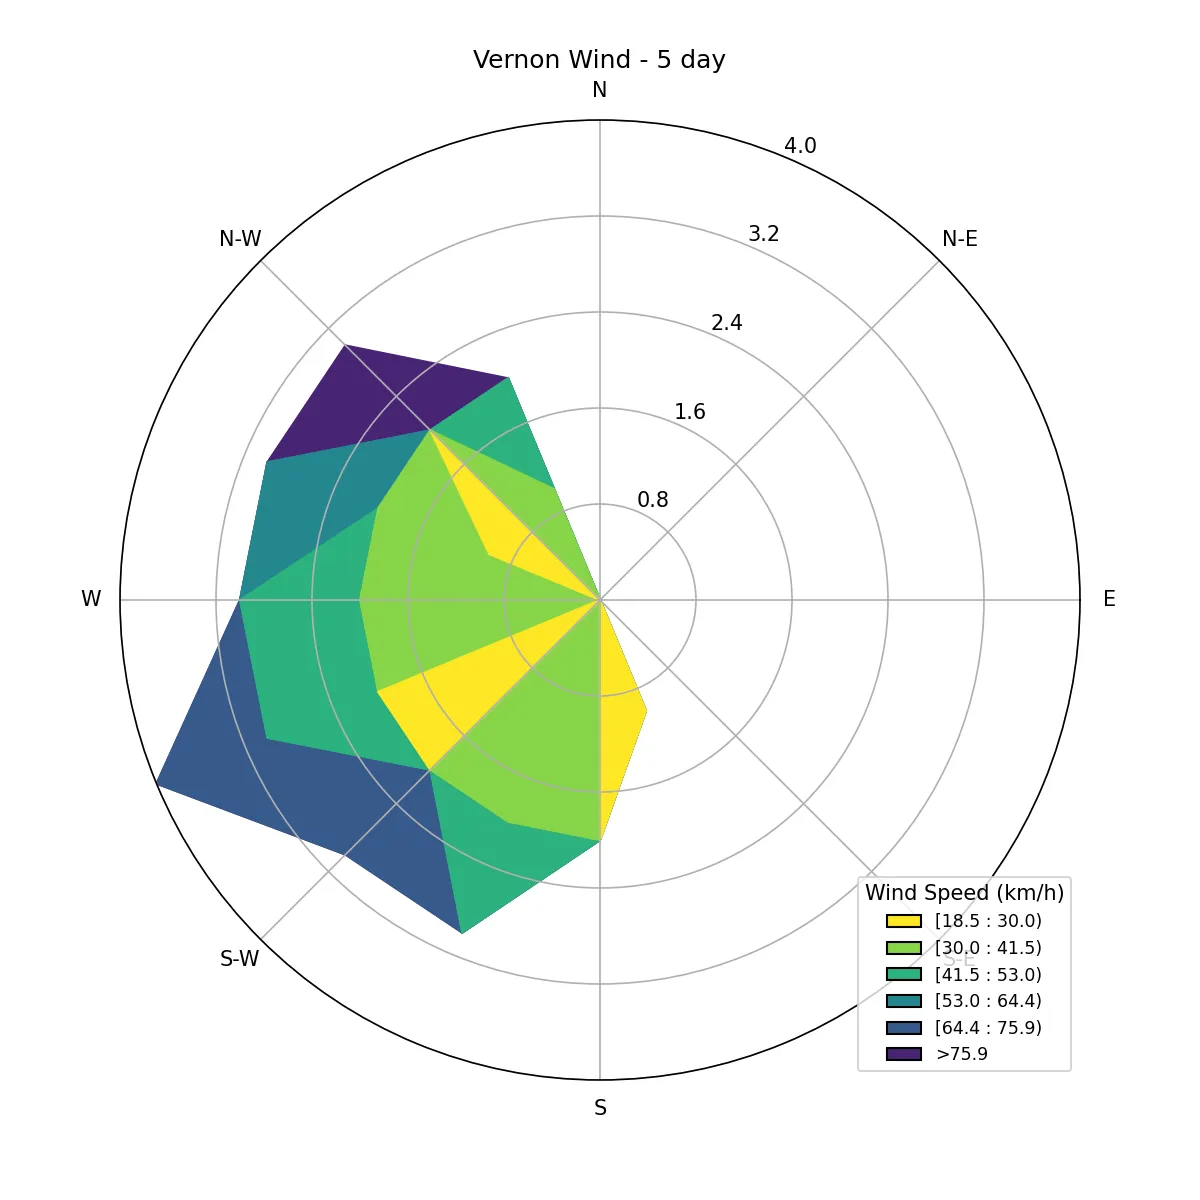 Vernon Wind - 5 day
N
4.0
3.2
N-W
N-E
2.4
1.6
0.8
W
E
Wind Speed (km/h)
[18.5 : 30.0)
[30.0 : 41.5)
S-W
S-E
[41.5 : 53.0)
[53.0 : 64.4)
[64.4 : 75.9)
>75.9
S